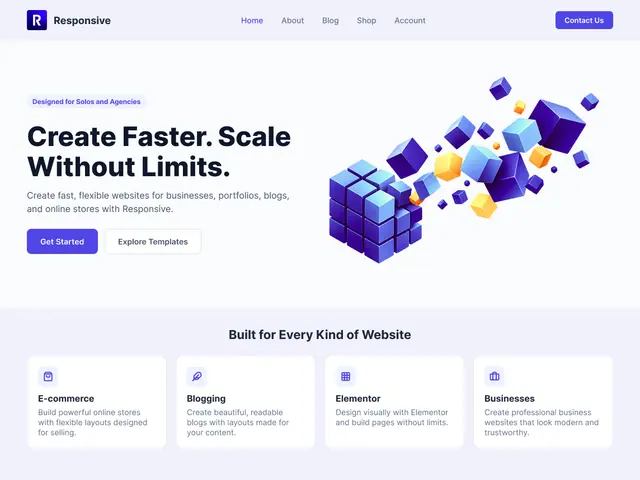 R Responsive
Home About Blog Shop Account
Contact Us
Designed for Solos and Agencies
Create Faster. Scale
Without Limits.
Create fast, flexible websites for businesses, portfolios, blogs,
and online stores with Responsive.
Get Started
Explore Templates
Built for Every Kind of Website
E-commerce
Build powerful online stores
with flexible layouts designed
for selling.
Blogging
Create beautiful, readable
blogs with layouts made for
your content.
Elementor
Design visually with Elementor
and build pages without limits.
Businesses
Create professional business
websites that look modern and
trustworthy.